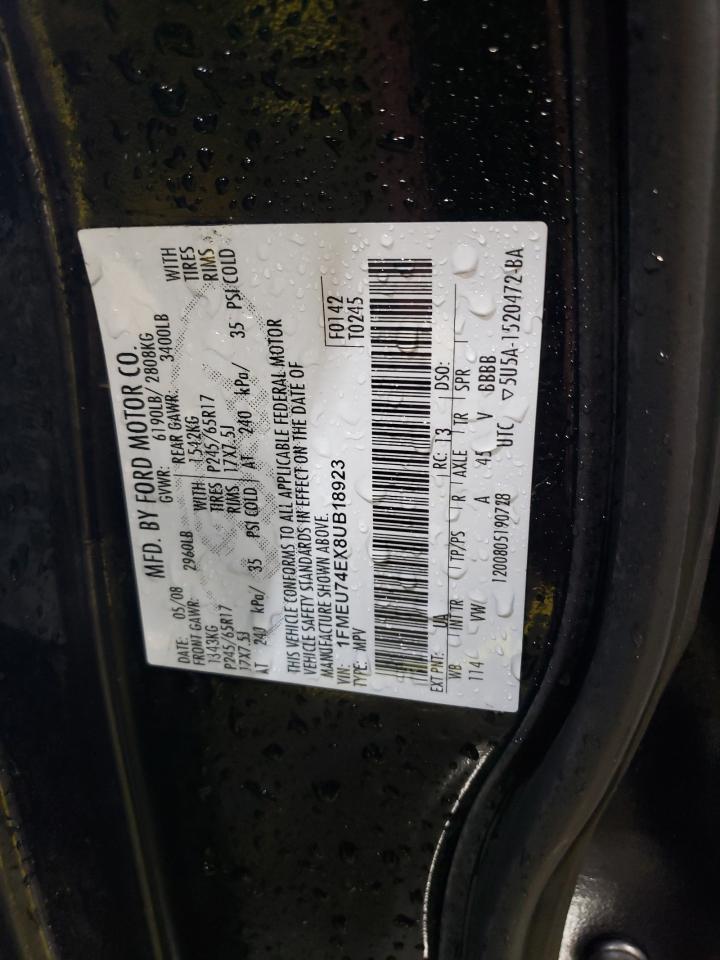 MFD. BY FORD MOTOR CO.
DATE: 05/08 GVWR: 6190LB/ 2808KG
FRONT GAWR: 2960LB REAR GAWR: 3400LB
1343KG WITH 1542KG WITH
P245/65R17 TIRES P245/65R17 TIRES
17X7.5J RIMS 17X7.5J RIMS
AT 240 kPa/ 35 PSI COLD AT 240 kPa/ 35 PSI COLD
THIS VEHICLE CONFORMS TO ALL APPLICABLE FEDERAL MOTOR
VEHICLE SAFETY STANDARDS IN EFFECT ON THE DATE OF
MANUFACTURE SHOWN ABOVE.
VIN: 1FMEU74EX8UB18923 F0142
TYPE: MPV T0245
EXT PNT: UA RC: 13 DSO:
WB INT TR TP/PS R AXLE TR SPR
114 VW A 45 V BBBB
UTC ▽5U5A-1520472-BA